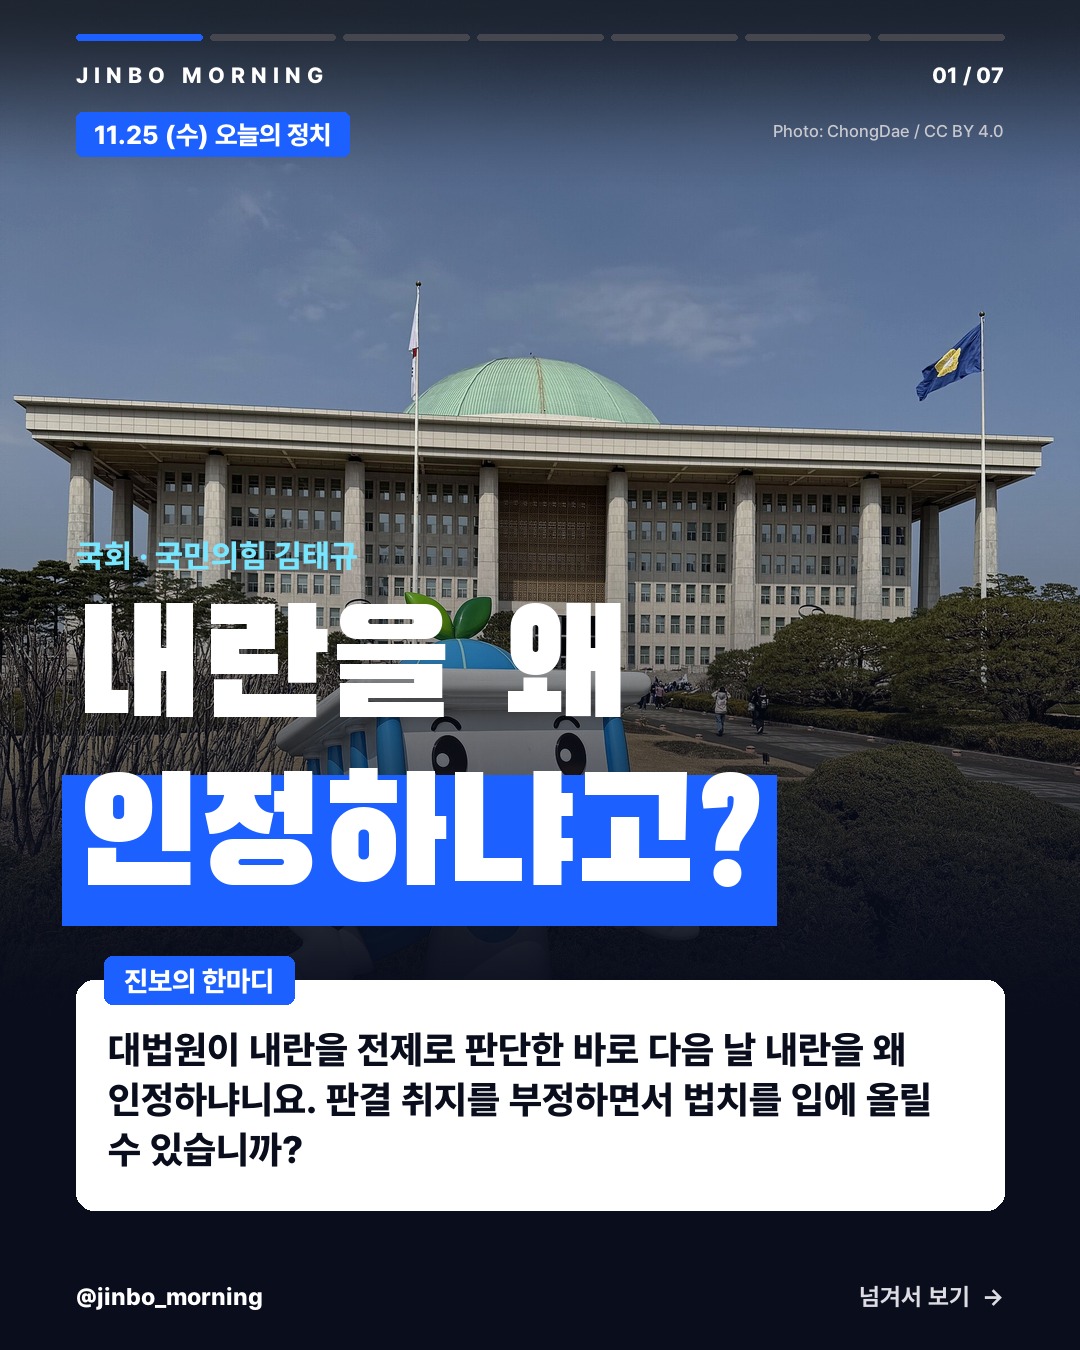 JINBO MORNING
01 / 07
11.25 (수) 오늘의 정치
Photo: ChongDae / CC BY 4.0
국회 · 국민의힘 김태규
내란을 왜
인정하냐고?
진보의 한마디
대법원이 내란을 전제로 판단한 바로 다음 날 내란을 왜
인정하냐니요. 판결 취지를 부정하면서 법치를 입에 올릴
수 있습니까?
@jinbo_morning
넘겨서 보기 →